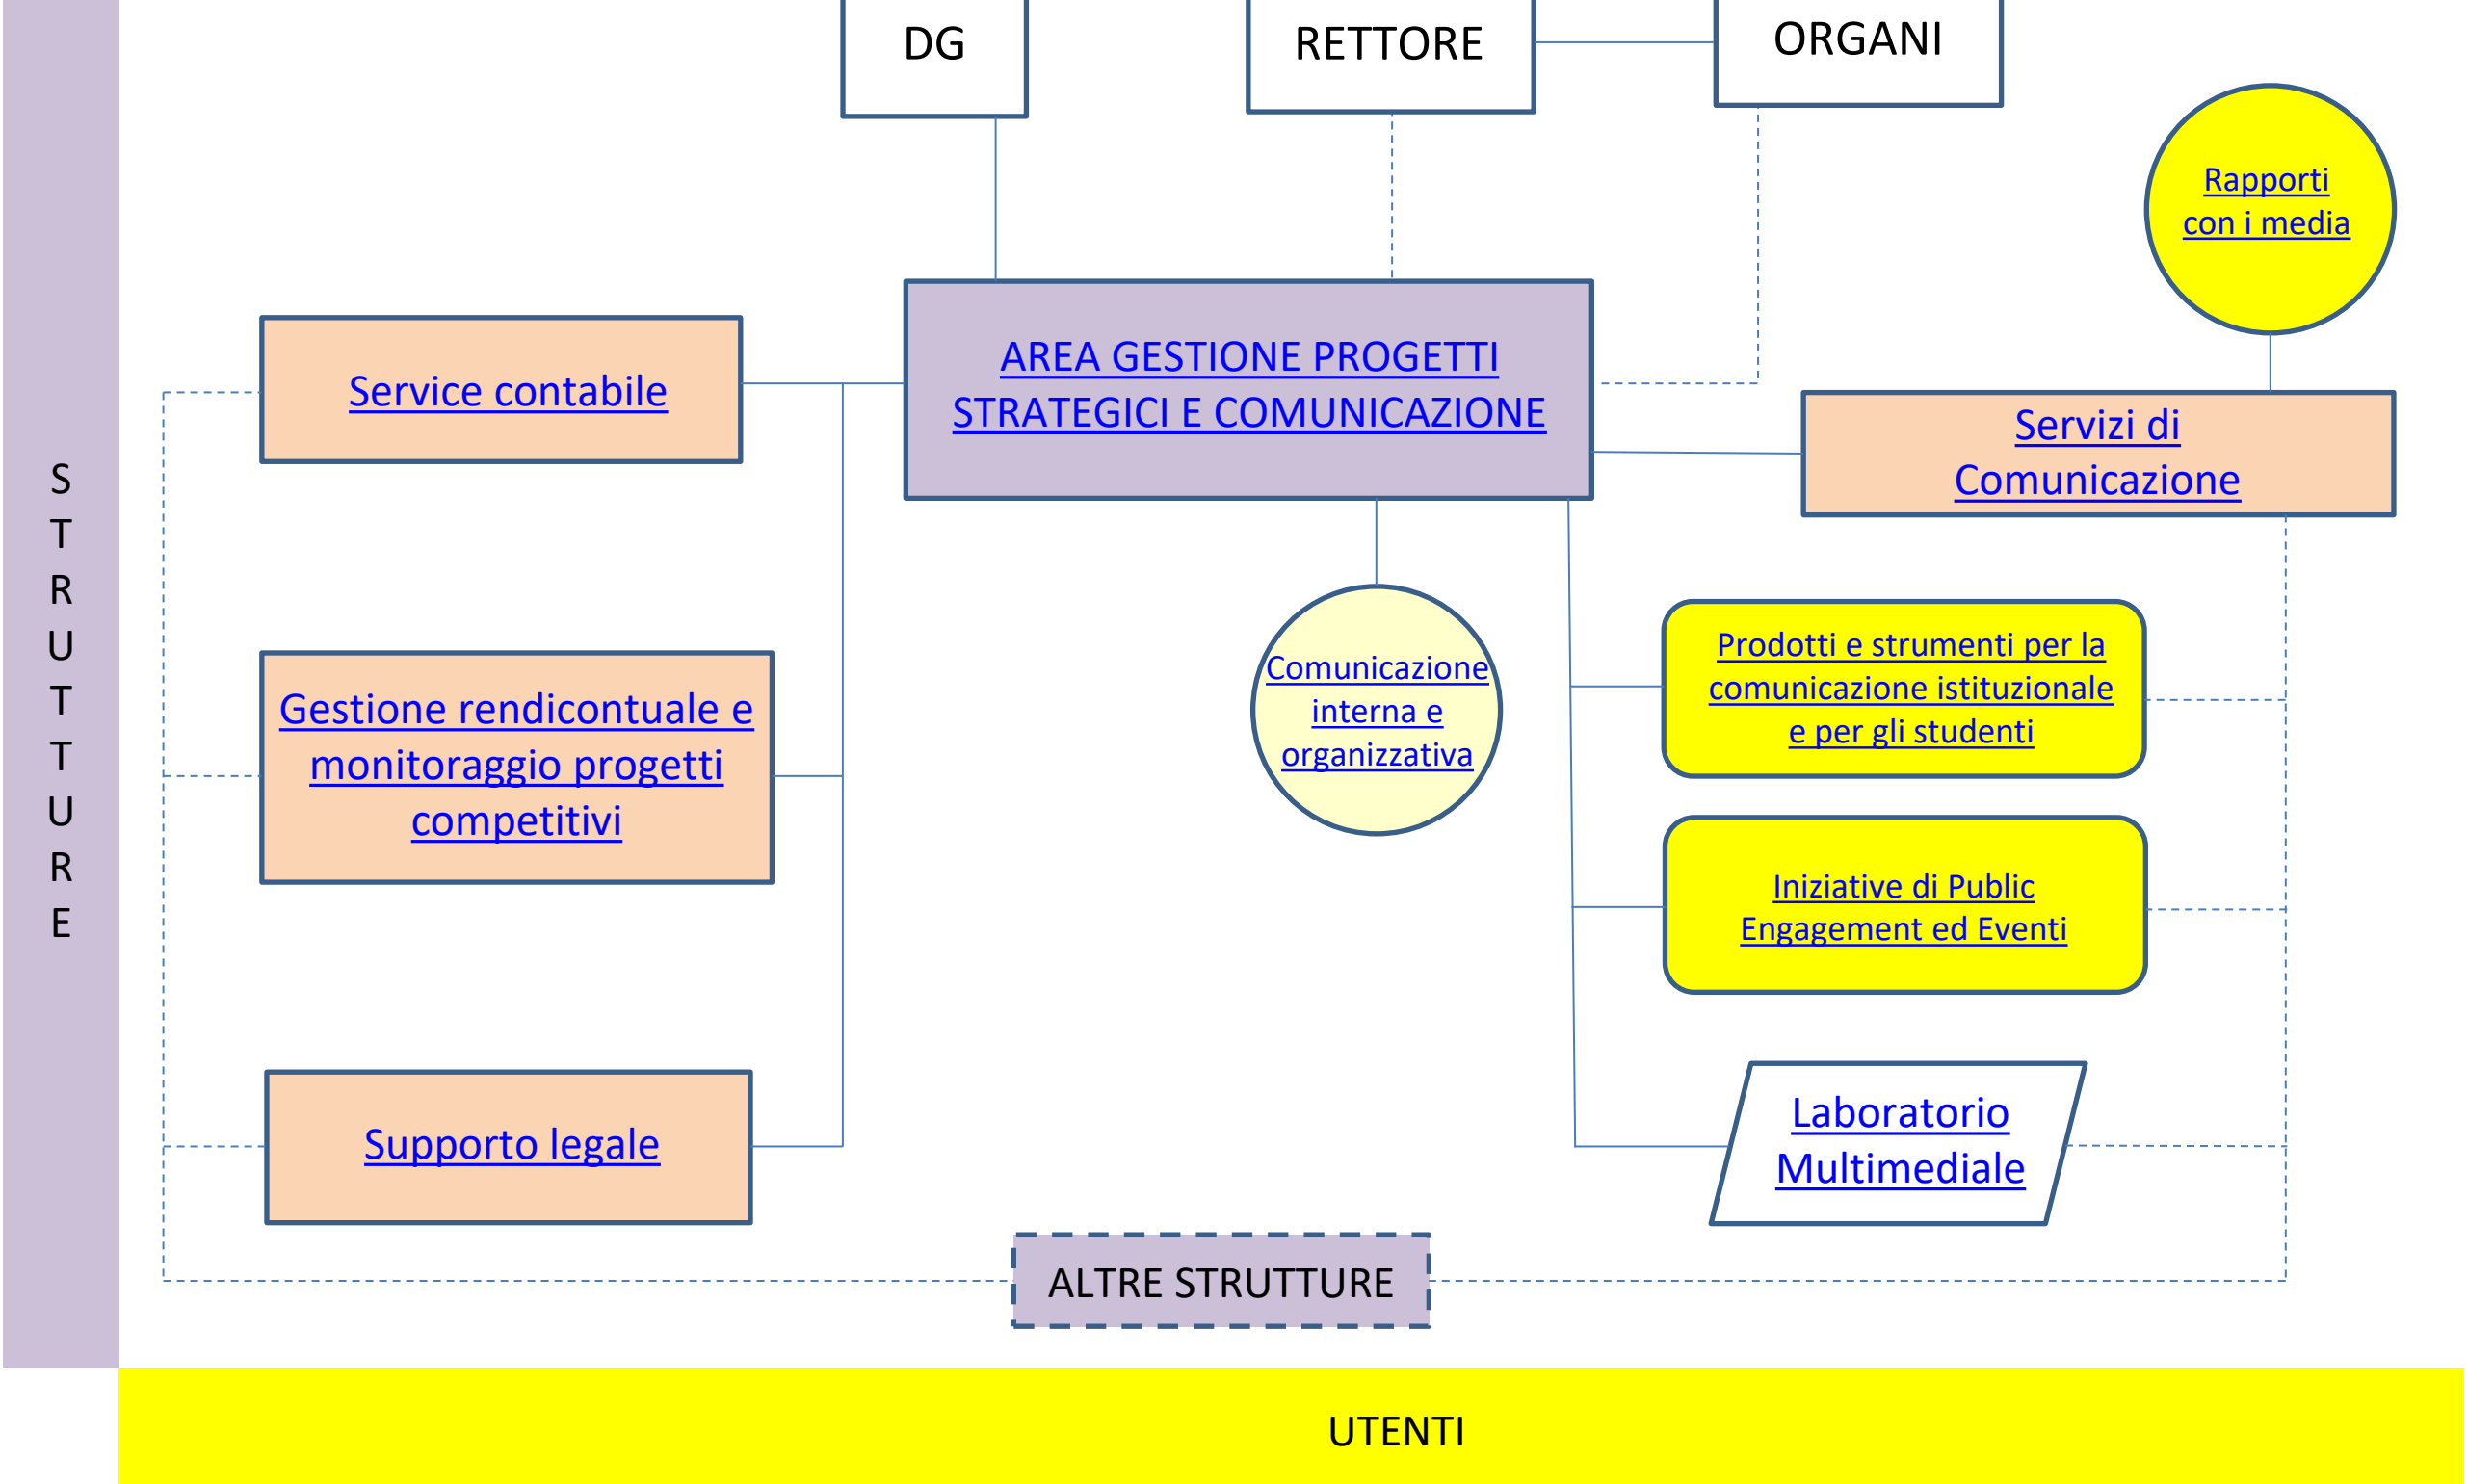 DG
RETTORE
ORGANI
Rapporti
con i media
AREA GESTIONE PROGETTI
STRATEGICI E COMUNICAZIONE
Service contabile
Servizi di
Comunicazione
S
T
R
U
T
T
U
R
E
Gestione rendicontuale e
monitoraggio progetti
competitivi
Comunicazione
interna e
organizzativa
Prodotti e strumenti per la
comunicazione istituzionale
e per gli studenti
Iniziative di Public
Engagement ed Eventi
Supporto legale
Laboratorio
Multimediale
ALTRE STRUTTURE
UTENTI